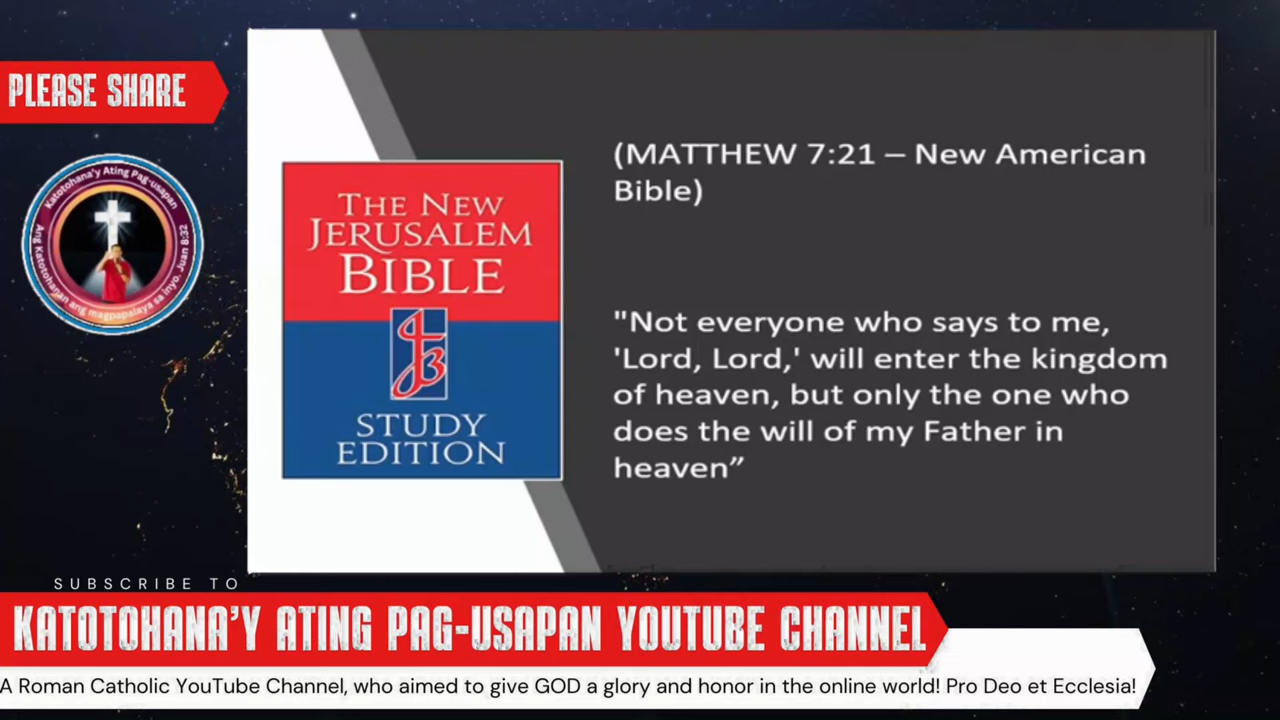 PLEASE SHARE
Katotohana'y Ating Pag-usapan
Ang Katotohanan ang magpapalaya sa inyo. Juan 8:32
THE NEW
JERUSALEM
BIBLE
JB
STUDY
EDITION
(MATTHEW 7:21 – New American
Bible)
"Not everyone who says to me,
'Lord, Lord,' will enter the kingdom
of heaven, but only the one who
does the will of my Father in
heaven”
SUBSCRIBE TO
KATOTOHANA'Y ATING PAG-USAPAN YOUTUBE CHANNEL
A Roman Catholic YouTube Channel, who aimed to give GOD a glory and honor in the online world! Pro Deo et Ecclesia!